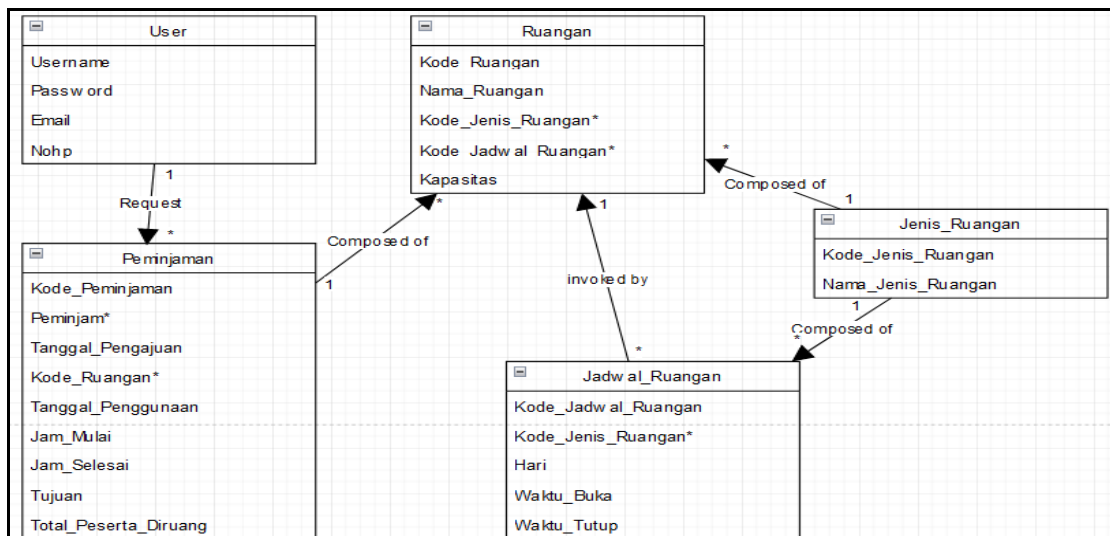 User
Username
Password
Email
Nohp
1
Request
*
Peminjaman
Kode_Peminjaman
Peminjam*
Tanggal_Pengajuan
Kode_Ruangan*
Tanggal_Penggunaan
Jam_Mulai
Jam_Selesai
Tujuan
Total_Peserta_Diruang
1
Composed of
*
Ruangan
Kode_Ruangan
Nama_Ruangan
Kode_Jenis_Ruangan*
Kode_Jadwal_Ruangan*
Kapasitas
1
invoked by
*
*
Composed of
1
Jenis_Ruangan
Kode_Jenis_Ruangan
Nama_Jenis_Ruangan
1
Composed of
*
Jadwal_Ruangan
Kode_Jadwal_Ruangan
Kode_Jenis_Ruangan*
Hari
Waktu_Buka
Waktu_Tutup